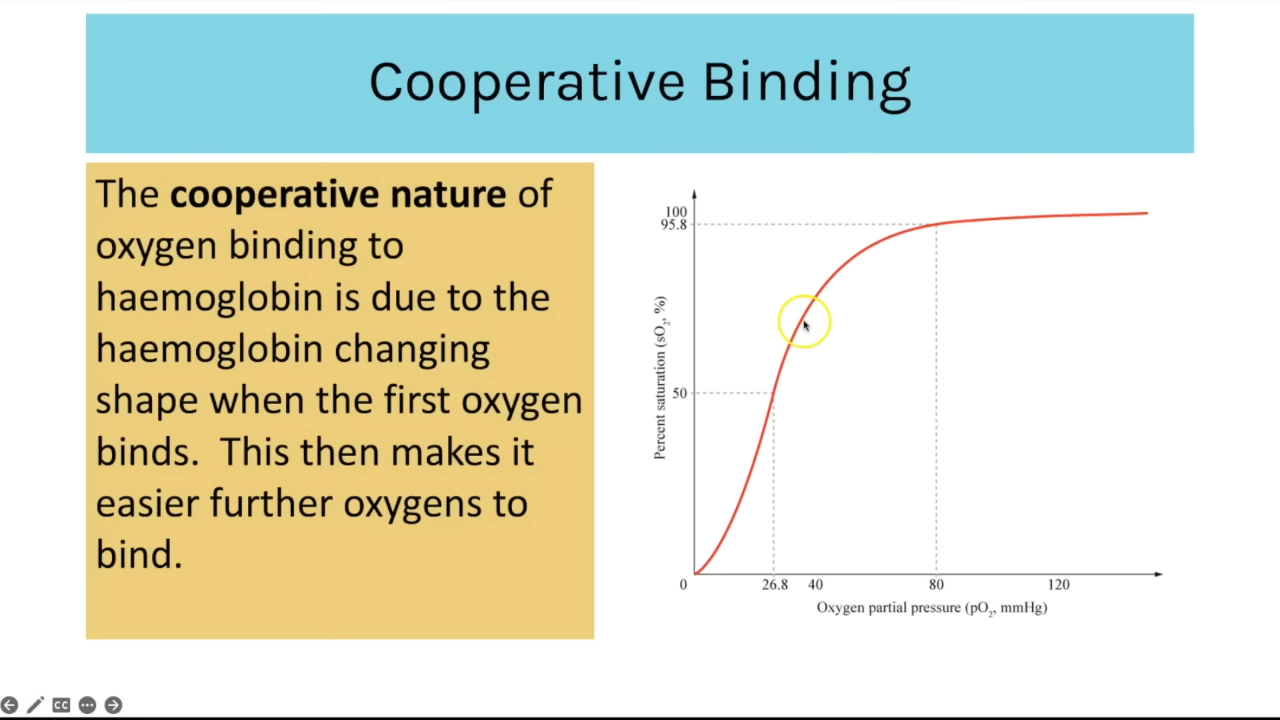 Cooperative Binding
The cooperative nature of
oxygen binding to
haemoglobin is due to the
haemoglobin changing
shape when the first oxygen
binds.  This then makes it
easier further oxygens to
bind.
100
95.8
50
0
26.8
40
80
120
Percent saturation (sO₂, %)
Oxygen partial pressure (pO₂, mmHg)
CC